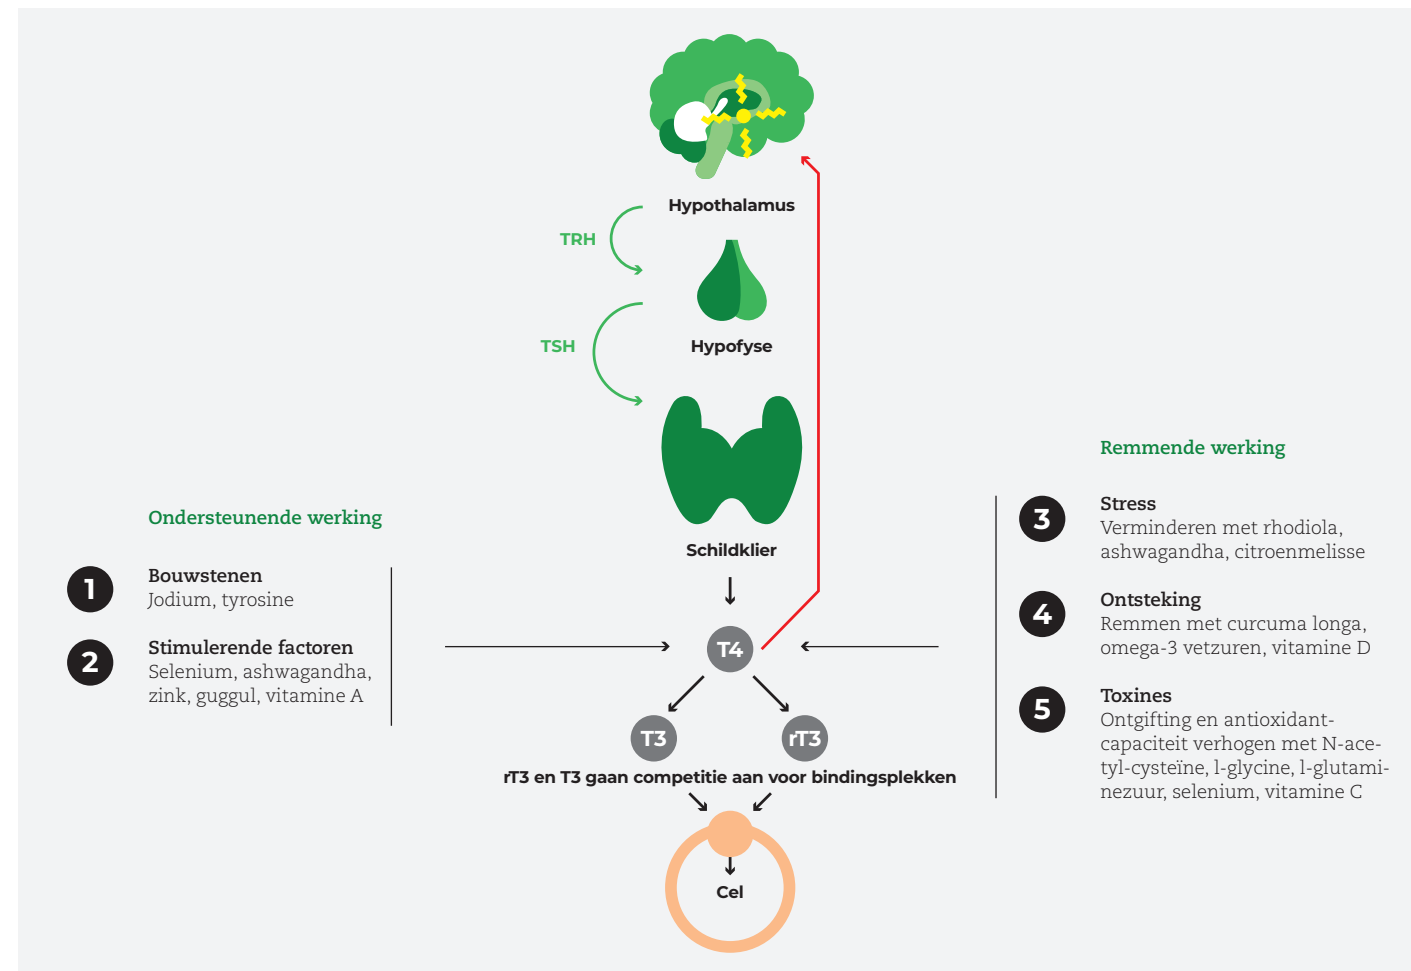 Hypothalamus
TRH
Hypofyse
TSH
Schildklier
Ondersteunende werking
1
Bouwstenen
Jodium, tyrosine
2
Stimulerende factoren
Selenium, ashwagandha,
zink, guggul, vitamine A
Remmende werking
3
Stress
Verminderen met rhodiola,
ashwagandha, citroenmelisse
4
Ontsteking
Remmen met curcuma longa,
omega-3 vetzuren, vitamine D
5
Toxines
Ontgifting en antioxidant-
capaciteit verhogen met N-ace-
tyl-cysteïne, l-glycine, l-glutami-
nezuur, selenium, vitamine C
T4
T3
rT3
rT3 en T3 gaan competitie aan voor bindingsplekken
Cel